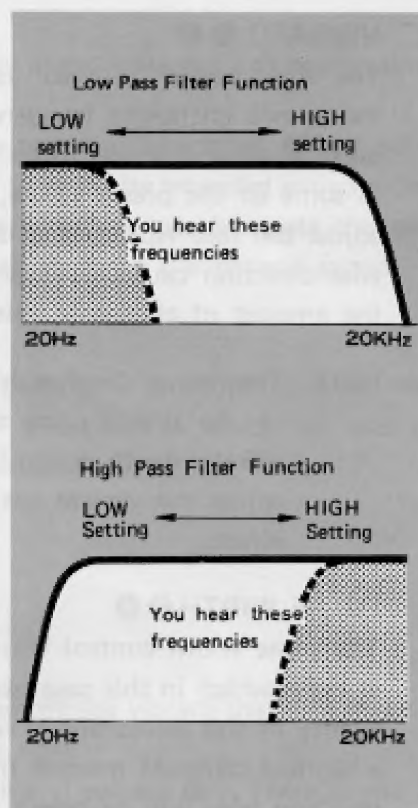 Low Pass Filter Function
LOW HIGH
setting setting
You hear these
frequencies
20Hz 20KHz
High Pass Filter Function
LOW HIGH
Setting Setting
You hear these
frequencies
20Hz 20KHz